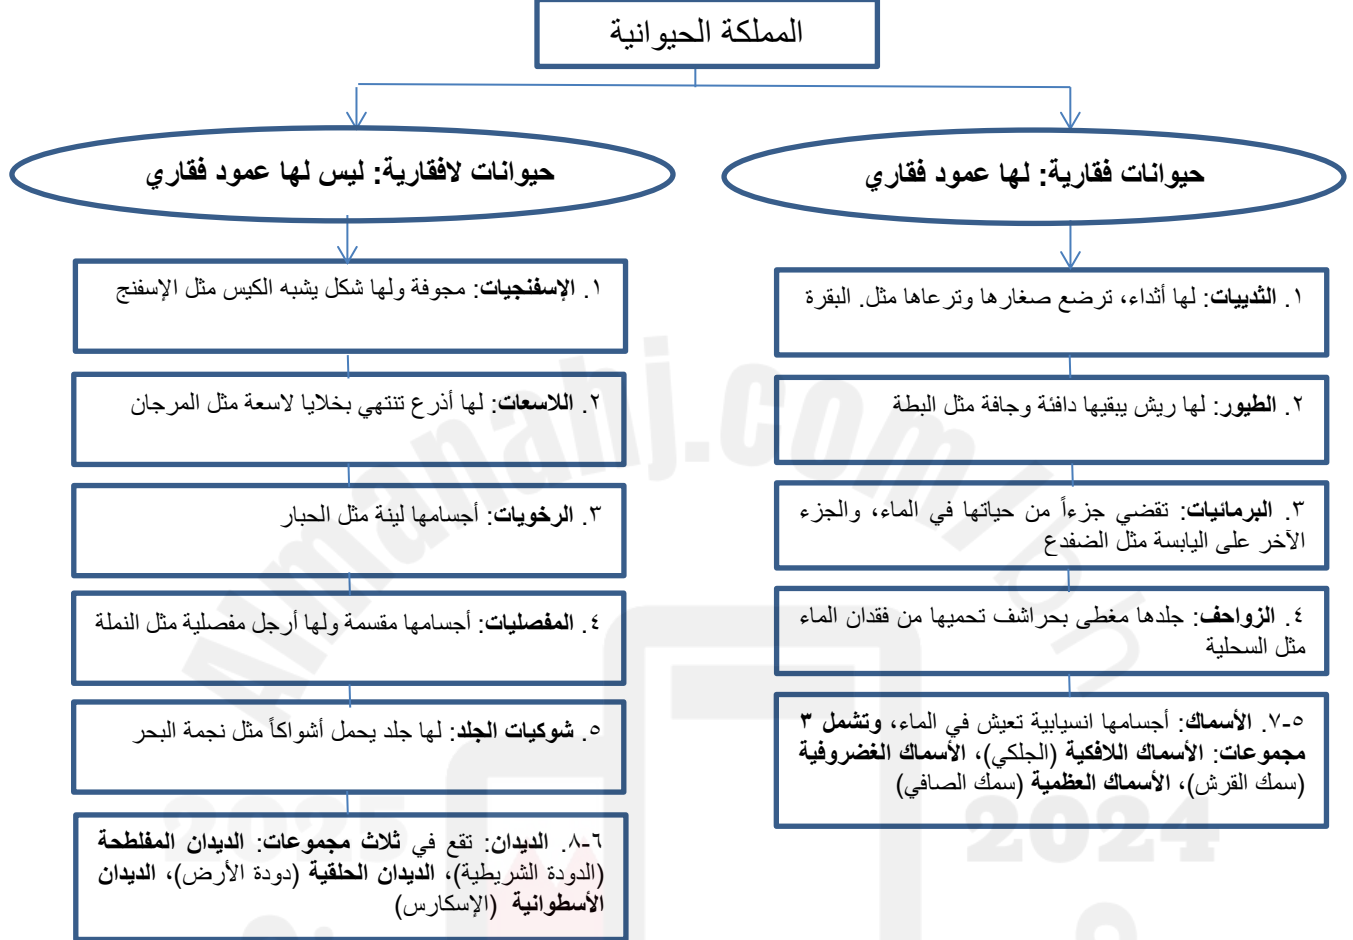 المملكة الحيوانية
حيوانات فقارية: لها عمود فقاري
١. الثدييات: لها أثداء، ترضع صغارها وترعاها مثل. البقرة
٢. الطيور: لها ريش يبقيها دافئة وجافة مثل البطة
٣. البرمائيات: تقضي جزءاً من حياتها في الماء، والجزء
الآخر على اليابسة مثل الضفدع
٤. الزواحف: جلدها مغطى بحراشف تحميها من فقدان الماء
مثل السحلية
٥-٧. الأسماك: أجسامها انسيابية تعيش في الماء، وتشمل ٣
مجموعات: الأسماك اللافكية (الجلكي)، الأسماك الغضروفية
(سمك القرش)، الأسماك العظمية (سمك الصافي)
حيوانات لافقارية: ليس لها عمود فقاري
١. الإسفنجيات: مجوفة ولها شكل يشبه الكيس مثل الإسفنج
٢. اللاسعات: لها أذرع تنتهي بخلايا لاسعة مثل المرجان
٣. الرخويات: أجسامها لينة مثل الحبار
٤. المفصليات: أجسامها مقسمة ولها أرجل مفصلية مثل النملة
٥. شوكيات الجلد: لها جلد يحمل أشواكاً مثل نجمة البحر
٦-٨. الديدان: تقع في ثلاث مجموعات: الديدان المفلطحة
(الدودة الشريطية)، الديدان الحلقية (دودة الأرض)، الديدان
الأسطوانية (الإسكارس)
Almanahj.com/bh
2025
2024